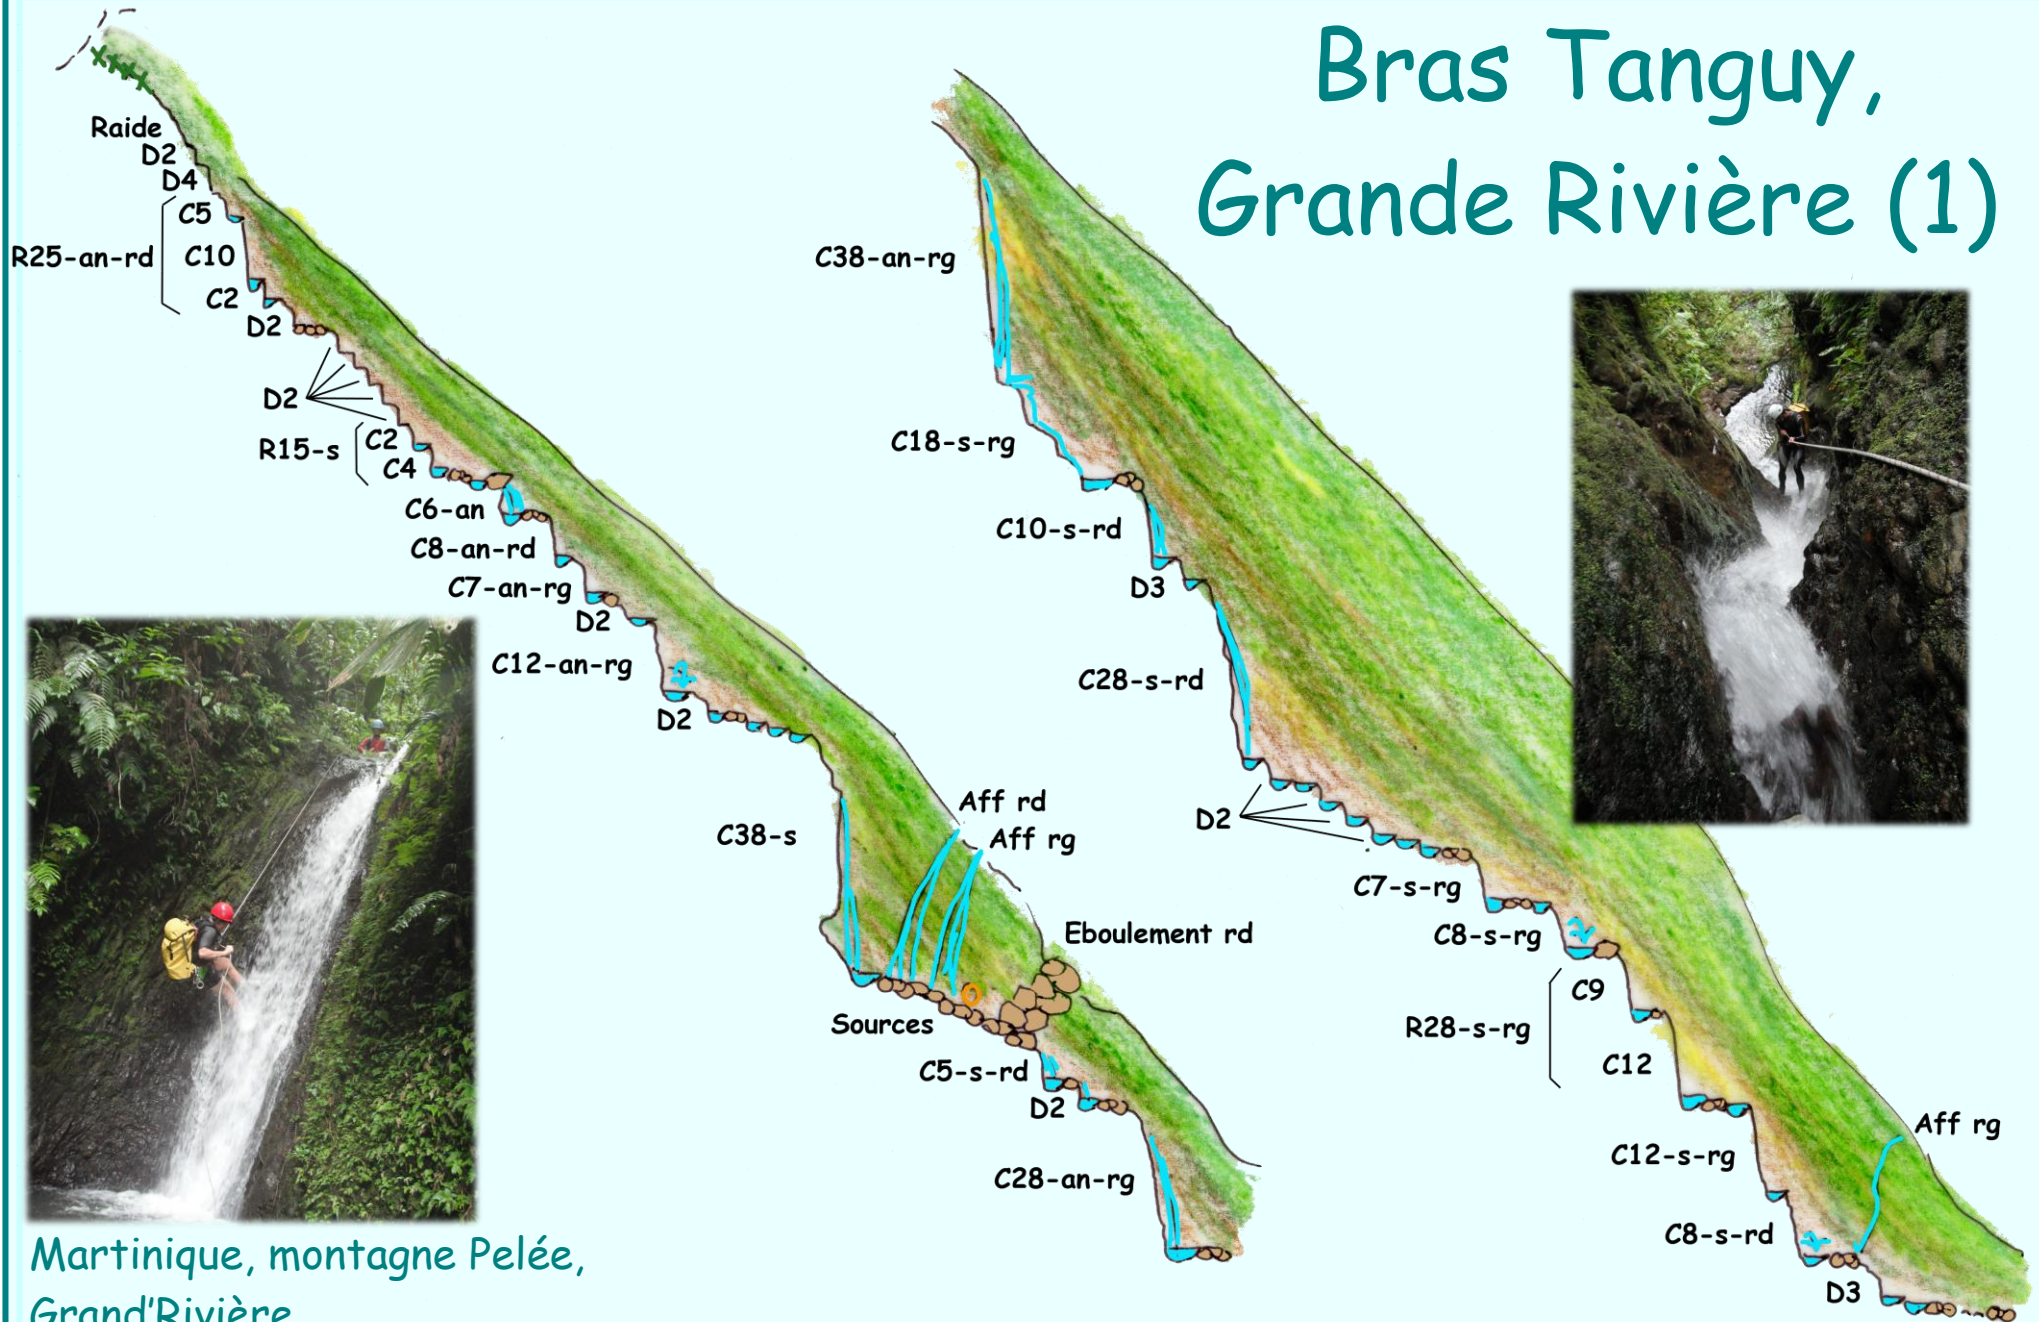 Bras Tanguy,
Grande Rivière (1)
Raide
D2
D4
C5
R25-an-rd
C10
C2
D2
D2
R15-s
C2
C4
C6-an
C8-an-rd
C7-an-rg
D2
C12-an-rg
D2
C38-s
Aff rd
Aff rg
Eboulement rd
Sources
C5-s-rd
D2
C28-an-rg
C38-an-rg
C18-s-rg
C10-s-rd
D3
C28-s-rd
D2
C7-s-rg
C8-s-rg
C9
R28-s-rg
C12
Aff rg
C12-s-rg
C8-s-rd
D3
Martinique, montagne Pelée,
Grand'Rivière